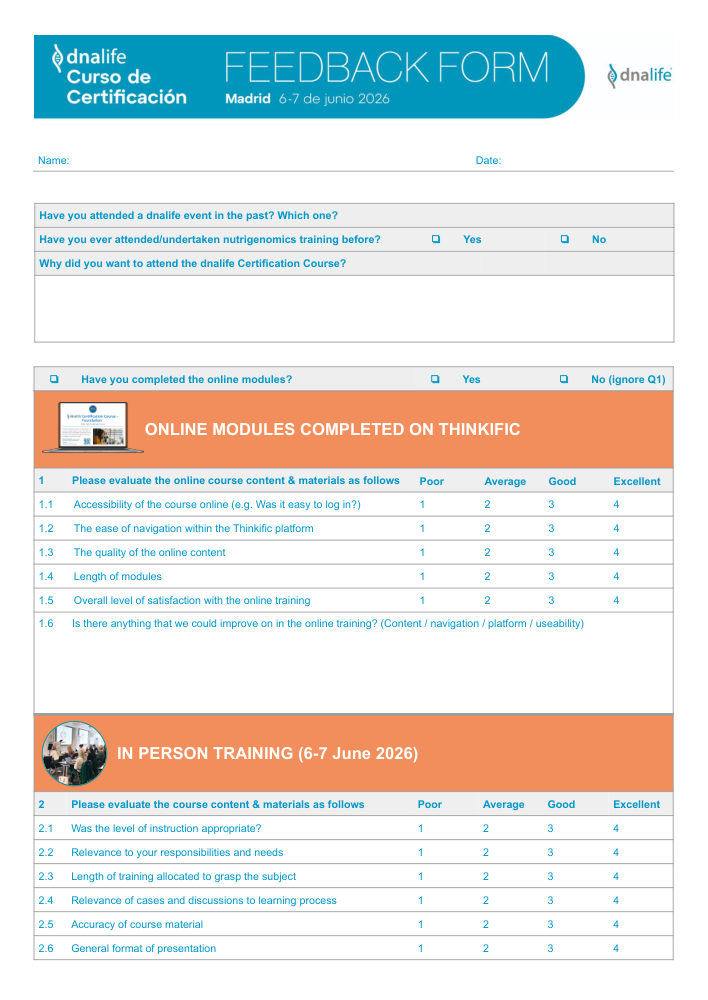 dnalife
Curso de
Certificación
FEEDBACK FORM
Madrid 6-7 de junio 2026
dnalife
Name: Date:
Have you attended a dnalife event in the past? Which one?
Have you ever attended/undertaken nutrigenomics training before? ❑ Yes ❑ No
Why did you want to attend the dnalife Certification Course?
❑ Have you completed the online modules? ❑ Yes ❑ No (ignore Q1)
ONLINE MODULES COMPLETED ON THINKIFIC
1 Please evaluate the online course content & materials as follows Poor Average Good Excellent
1.1 Accessibility of the course online (e.g. Was it easy to log in?) 1 2 3 4
1.2 The ease of navigation within the Thinkific platform 1 2 3 4
1.3 The quality of the online content 1 2 3 4
1.4 Length of modules 1 2 3 4
1.5 Overall level of satisfaction with the online training 1 2 3 4
1.6 Is there anything that we could improve on in the online training? (Content / navigation / platform / useability)
IN PERSON TRAINING (6-7 June 2026)
2 Please evaluate the course content & materials as follows Poor Average Good Excellent
2.1 Was the level of instruction appropriate? 1 2 3 4
2.2 Relevance to your responsibilities and needs 1 2 3 4
2.3 Length of training allocated to grasp the subject 1 2 3 4
2.4 Relevance of cases and discussions to learning process 1 2 3 4
2.5 Accuracy of course material 1 2 3 4
2.6 General format of presentation 1 2 3 4